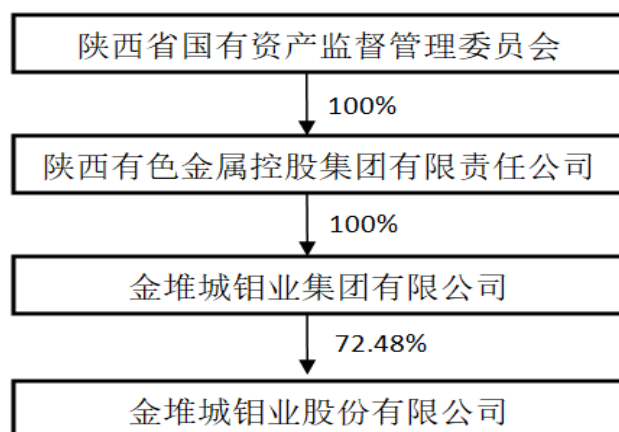 陕西省国有资产监督管理委员会
100%
陕西有色金属控股集团有限责任公司
100%
金堆城钼业集团有限公司
72.48%
金堆城钼业股份有限公司